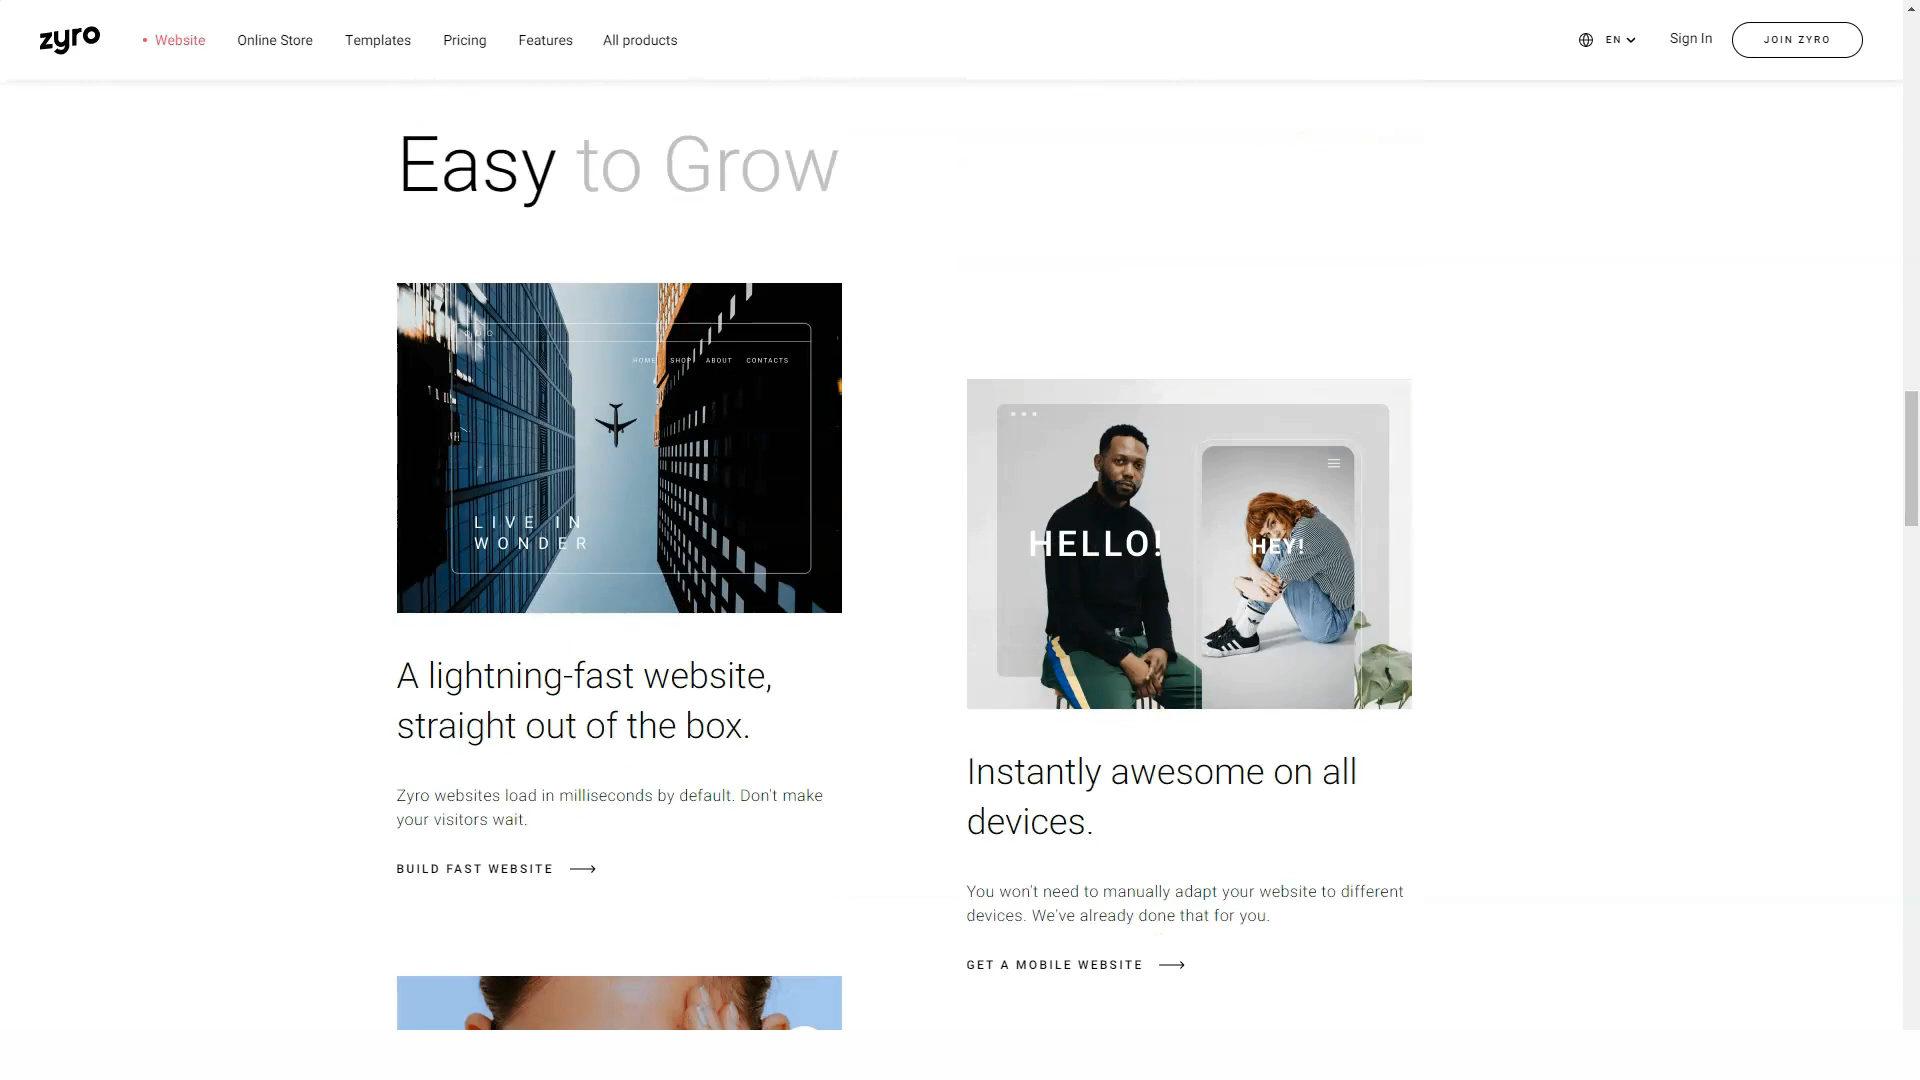 zyro
Website
Online Store
Templates
Pricing
Features
All products
EN
Sign In
JOIN ZYRO
Easy to Grow
HOME SHOP ABOUT CONTACTS
LIVE IN
WONDER
A lightning-fast website,
straight out of the box.
Zyro websites load in milliseconds by default. Don't make
your visitors wait.
BUILD FAST WEBSITE
HELLO!
HEY!
Instantly awesome on all
devices.
You won't need to manually adapt your website to different
devices. We've already done that for you.
GET A MOBILE WEBSITE